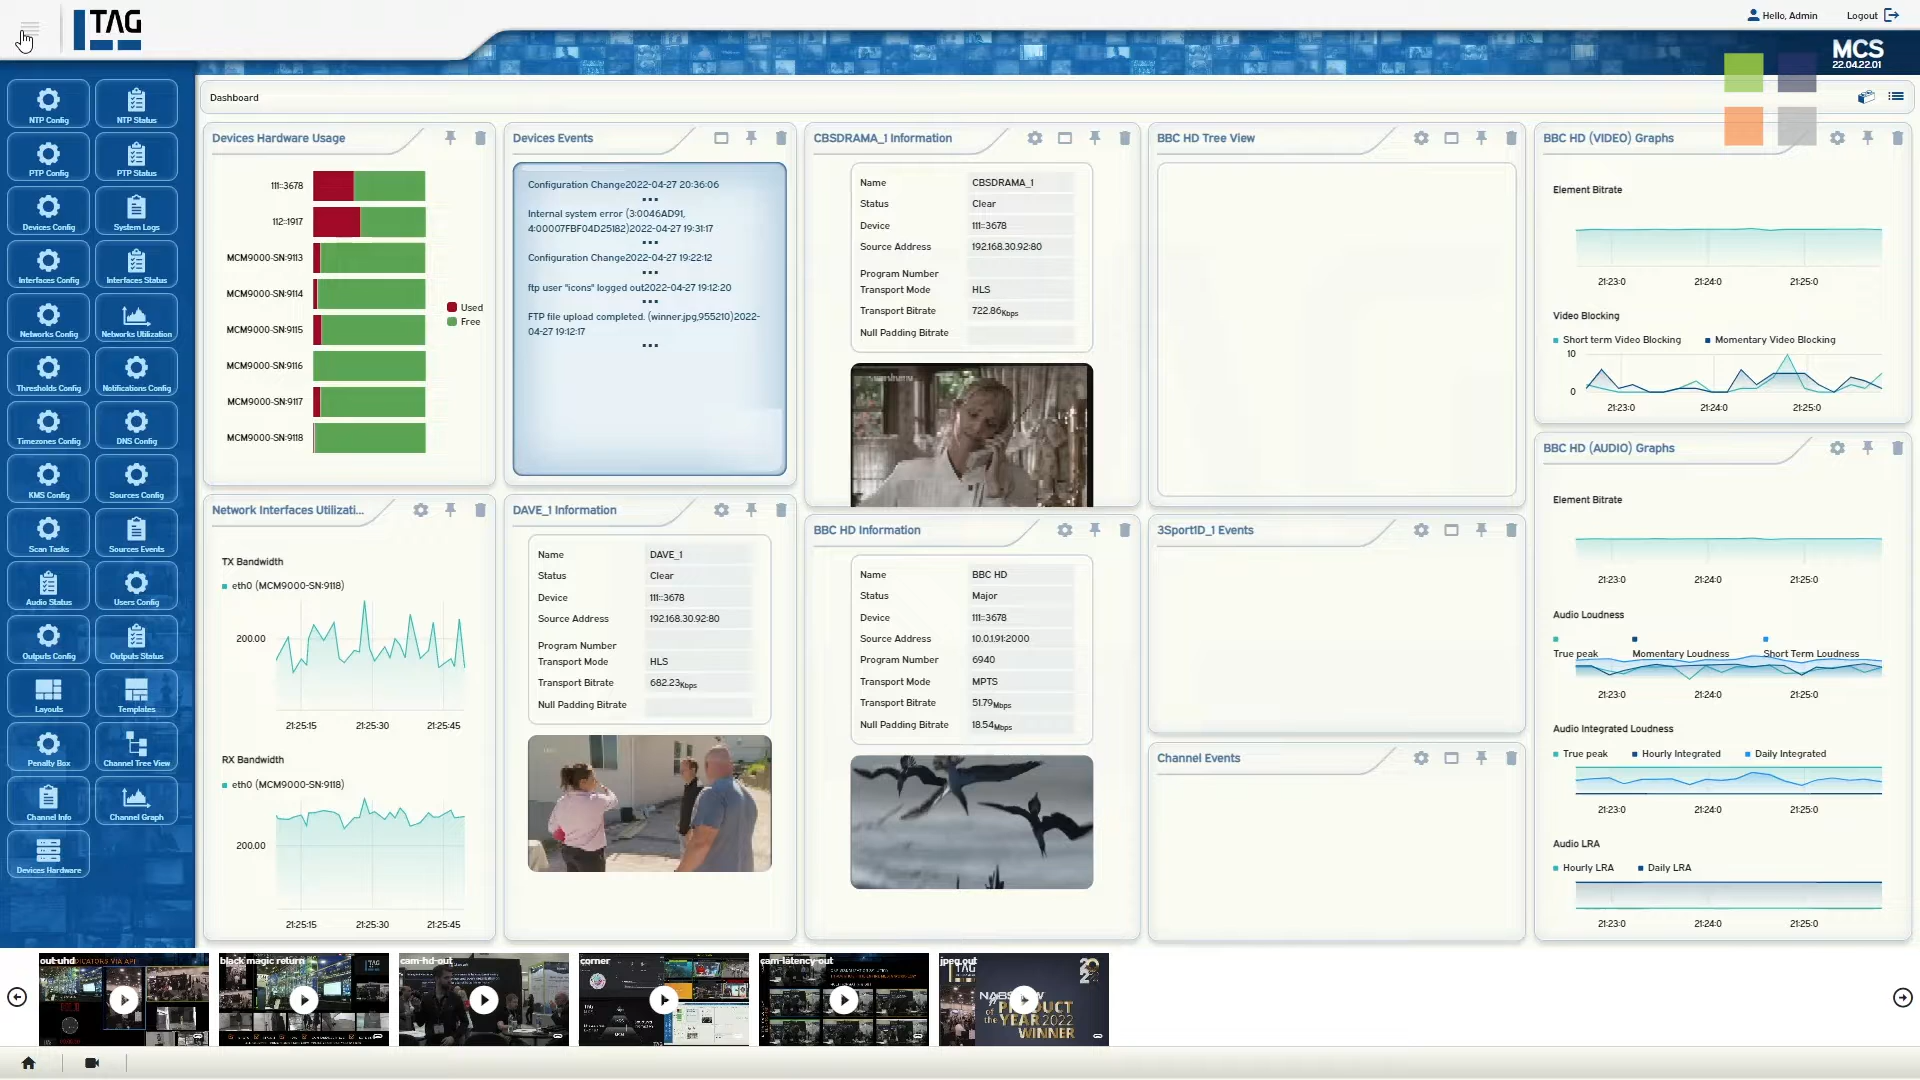 TAG
Hello, Admin
Logout
MCS
22.04.22.01
NTP Config
NTP Status
PTP Config
PTP Status
Devices Config
System Logs
Interfaces Config
Interfaces Status
Networks Config
Networks Utilization
Thresholds Config
Notifications Config
Timezones Config
DNS Config
KMS Config
Sources Config
Scan Tasks
Sources Events
Audio Status
Users Config
Outputs Config
Outputs Status
Layouts
Templates
Penalty Box
Channel Tree View
Channel Info
Channel Graph
Devices Hardware
Dashboard
Devices Hardware Usage
111::3678
112::1917
MCM9000-SN:9113
MCM9000-SN:9114
MCM9000-SN:9115
MCM9000-SN:9116
MCM9000-SN:9117
MCM9000-SN:9118
Used
Free
Network Interfaces Utilizati...
TX Bandwidth
eth0 (MCM9000-SN:9118)
200.00
21:25:15 21:25:30 21:25:45
RX Bandwidth
eth0 (MCM9000-SN:9118)
200.00
21:25:15 21:25:30 21:25:45
Devices Events
Configuration Change2022-04-27 20:36:06
...
Internal system error (3:0046AD91,
4:00007FBF04D25182)2022-04-27 19:31:17
...
Configuration Change2022-04-27 19:22:12
...
ftp user "icons" logged out2022-04-27 19:12:20
...
FTP file upload completed. (winner.jpg,955210)2022-
04-27 19:12:17
...
DAVE_1 Information
Name DAVE_1
Status Clear
Device 111::3678
Source Address 192.168.30.92:80
Program Number
Transport Mode HLS
Transport Bitrate 682.23Kbps
Null Padding Bitrate
CBSDRAMA_1 Information
Name CBSDRAMA_1
Status Clear
Device 111::3678
Source Address 192.168.30.92:80
Program Number
Transport Mode HLS
Transport Bitrate 722.86Kbps
Null Padding Bitrate
BBC HD Information
Name BBC HD
Status Major
Device 111::3678
Source Address 10.0.1.91:2000
Program Number 6940
Transport Mode MPTS
Transport Bitrate 51.79Mbps
Null Padding Bitrate 18.54Mbps
BBC HD Tree View
3Sport1D_1 Events
Channel Events
BBC HD (VIDEO) Graphs
Element Bitrate
21:23:0 21:24:0 21:25:0
Video Blocking
Short term Video Blocking Momentary Video Blocking
10
0
21:23:0 21:24:0 21:25:0
BBC HD (AUDIO) Graphs
Element Bitrate
21:23:0 21:24:0 21:25:0
Audio Loudness
True peak Momentary Loudness Short Term Loudness
21:23:0 21:24:0 21:25:0
Audio Integrated Loudness
True peak Hourly Integrated Daily Integrated
21:23:0 21:24:0 21:25:0
Audio LRA
Hourly LRA Daily LRA
21:23:0 21:24:0 21:25:0
out-uhd
black magic return
cam-hd-out
corner
cam-latency-out
jpeg out
TAG
PRODUCT
of the YEAR 2022
WINNER